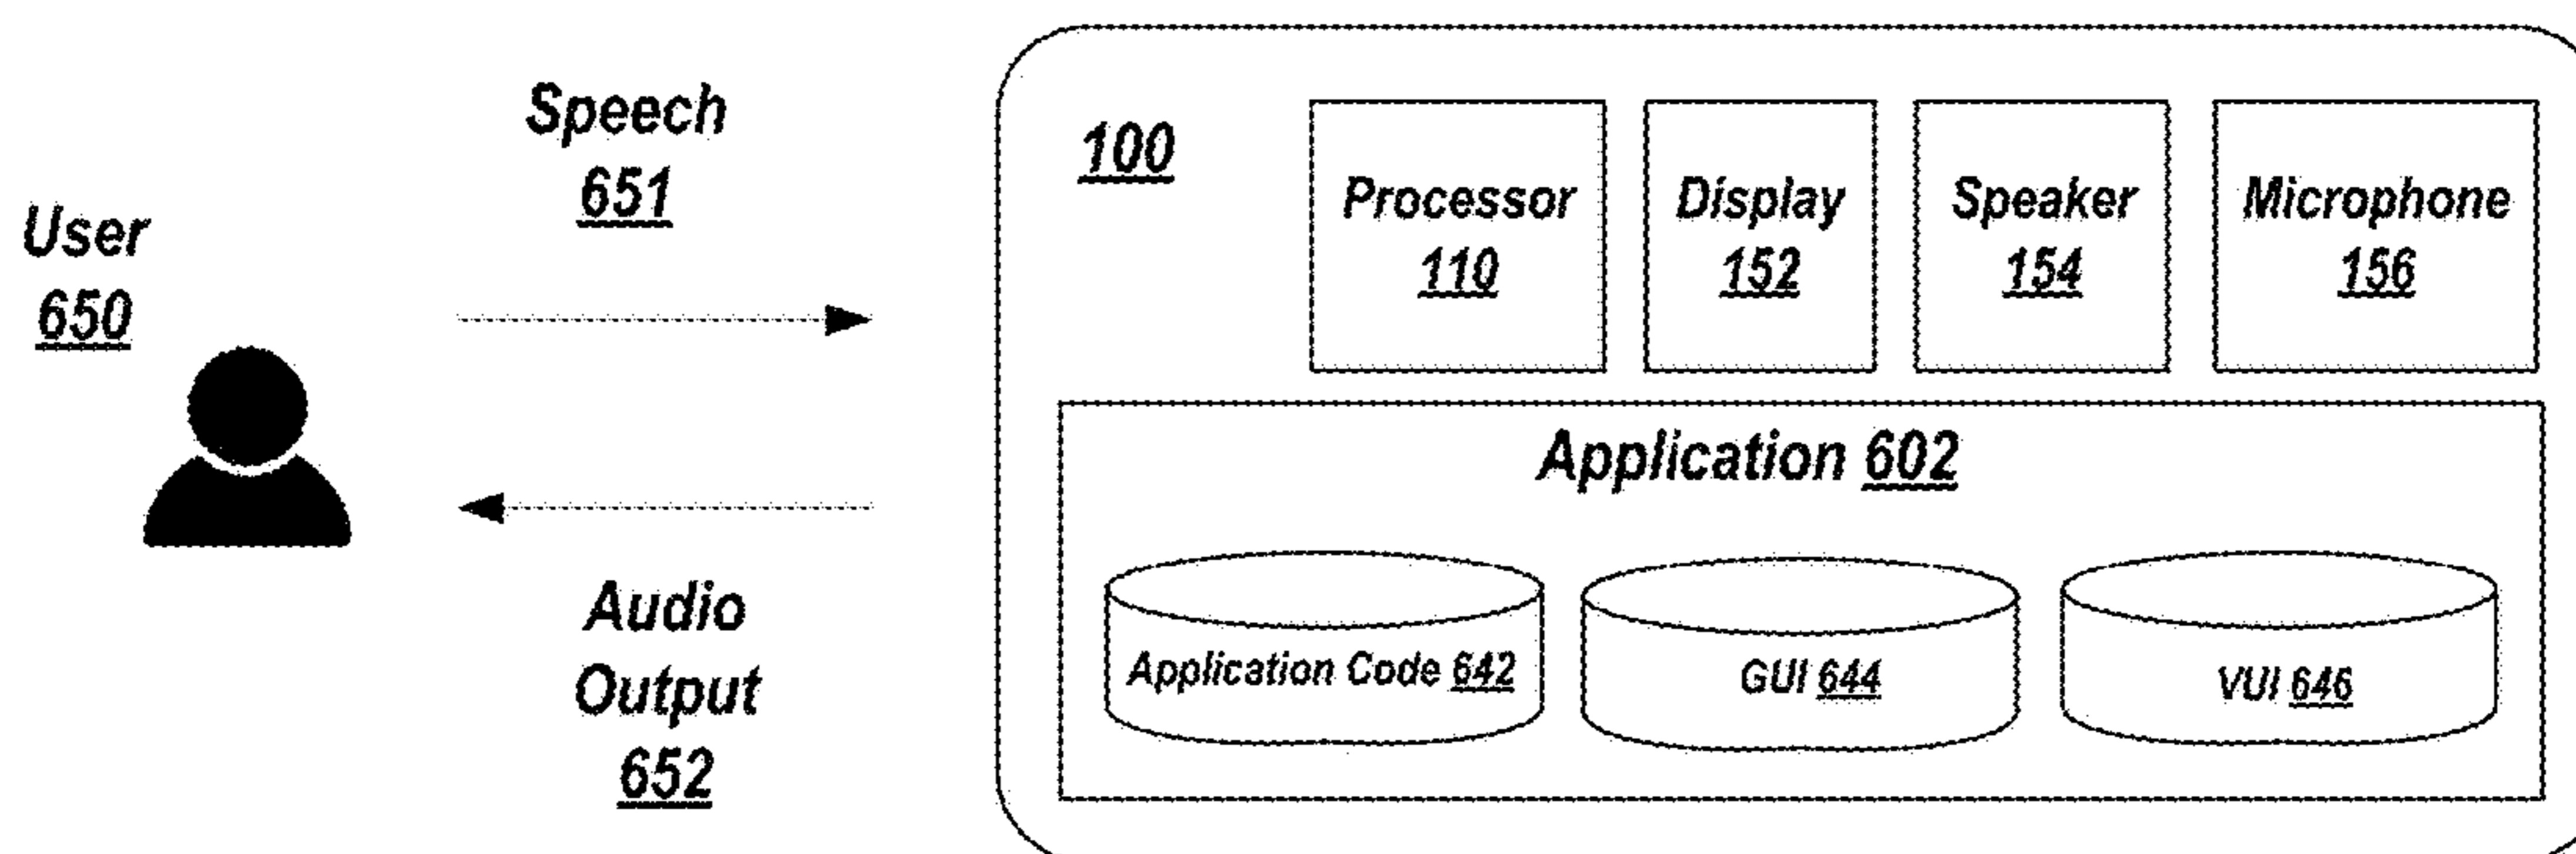 User
650
Speech
651
Audio
Output
652
100
Processor
110
Display
152
Speaker
154
Microphone
156
Application 602
Application Code 642
GUI 644
VUI 646